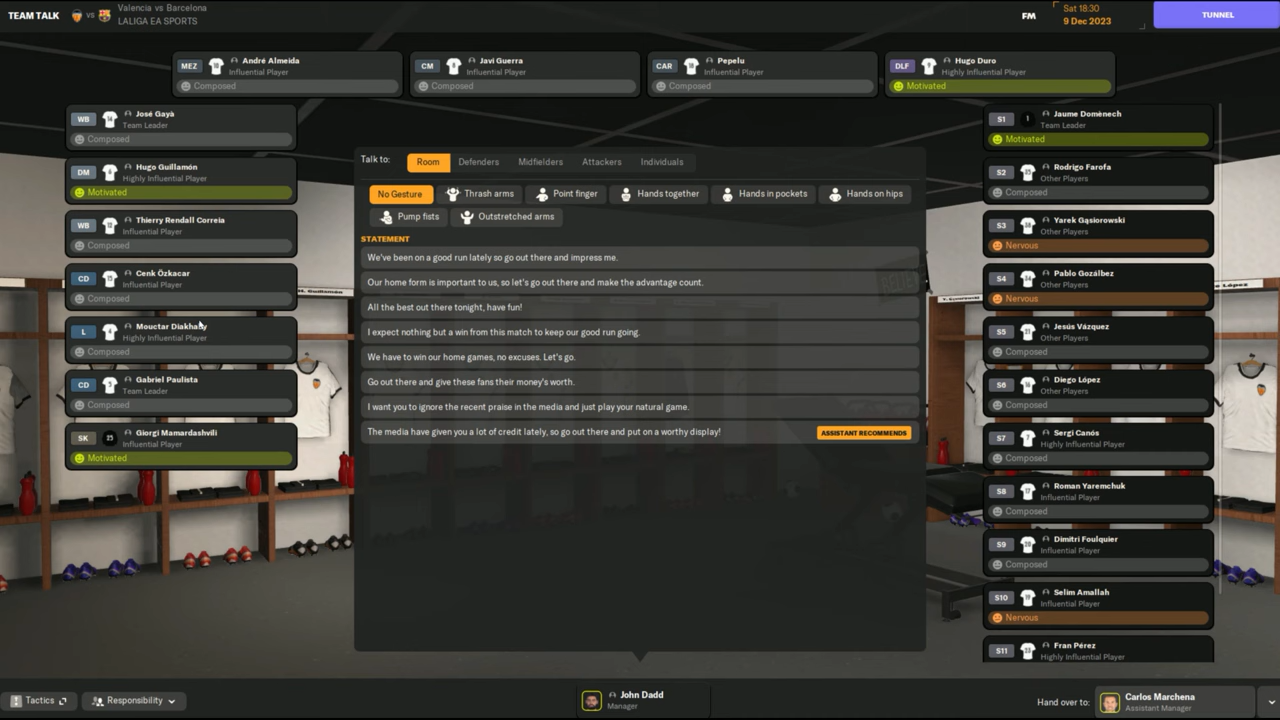 TEAM TALK
VS
Valencia vs Barcelona
LALIGA EA SPORTS
FM
Sat 18:30
9 Dec 2023
TUNNEL
MEZ
André Almeida
Influential Player
Composed
CM
Javi Guerra
Influential Player
Composed
CAR
Pepelu
Influential Player
Composed
DLF
Hugo Duro
Highly Influential Player
Motivated
WB
José Gayà
Team Leader
Composed
DM
Hugo Guillamón
Highly Influential Player
Motivated
WB
Thierry Rendall Correia
Influential Player
Composed
CD
Cenk Özkacar
Influential Player
Composed
L
Mouctar Diakhaby
Highly Influential Player
Composed
CD
Gabriel Paulista
Team Leader
Composed
SK
25
Giorgi Mamardashvili
Influential Player
Motivated
Talk to:
Room
Defenders
Midfielders
Attackers
Individuals
No Gesture
Thrash arms
Point finger
Hands together
Hands in pockets
Hands on hips
Pump fists
Outstretched arms
STATEMENT
We've been on a good run lately so go out there and impress me.
Our home form is important to us, so let's go out there and make the advantage count.
All the best out there tonight, have fun!
I expect nothing but a win from this match to keep our good run going.
We have to win our home games, no excuses. Let's go.
Go out there and give these fans their money's worth.
I want you to ignore the recent praise in the media and just play your natural game.
The media have given you a lot of credit lately, so go out there and put on a worthy display!
ASSISTANT RECOMMENDS
S1
1
Jaume Domènech
Team Leader
Motivated
S2
Rodrigo Farofa
Other Players
Composed
S3
Yarek Gąsiorowski
Other Players
Nervous
S4
Pablo Gozálbez
Other Players
Nervous
S5
Jesús Vázquez
Other Players
Composed
S6
Diego López
Other Players
Composed
S7
Sergi Canós
Highly Influential Player
Composed
S8
Roman Yaremchuk
Influential Player
Composed
S9
Dimitri Foulquier
Influential Player
Composed
S10
Selim Amallah
Influential Player
Nervous
S11
Fran Pérez
Highly Influential Player
Tactics
Responsibility
John Dadd
Manager
Hand over to:
Carlos Marchena
Assistant Manager